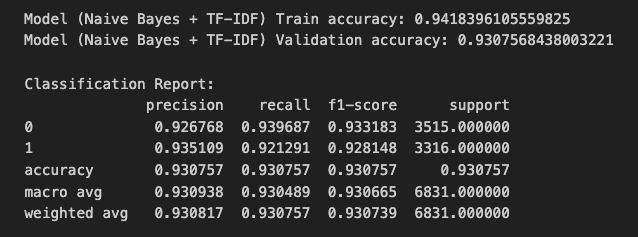 Model (Naive Bayes + TF-IDF) Train accuracy: 0.9418396105559825
Model (Naive Bayes + TF-IDF) Validation accuracy: 0.9307568438003221
Classification Report:
precision recall f1-score support
0 0.926768 0.939687 0.933183 3515.000000
1 0.935109 0.921291 0.928148 3316.000000
accuracy 0.930757 0.930757 0.930757 0.930757
macro avg 0.930938 0.930489 0.930665 6831.000000
weighted avg 0.930817 0.930757 0.930739 6831.000000